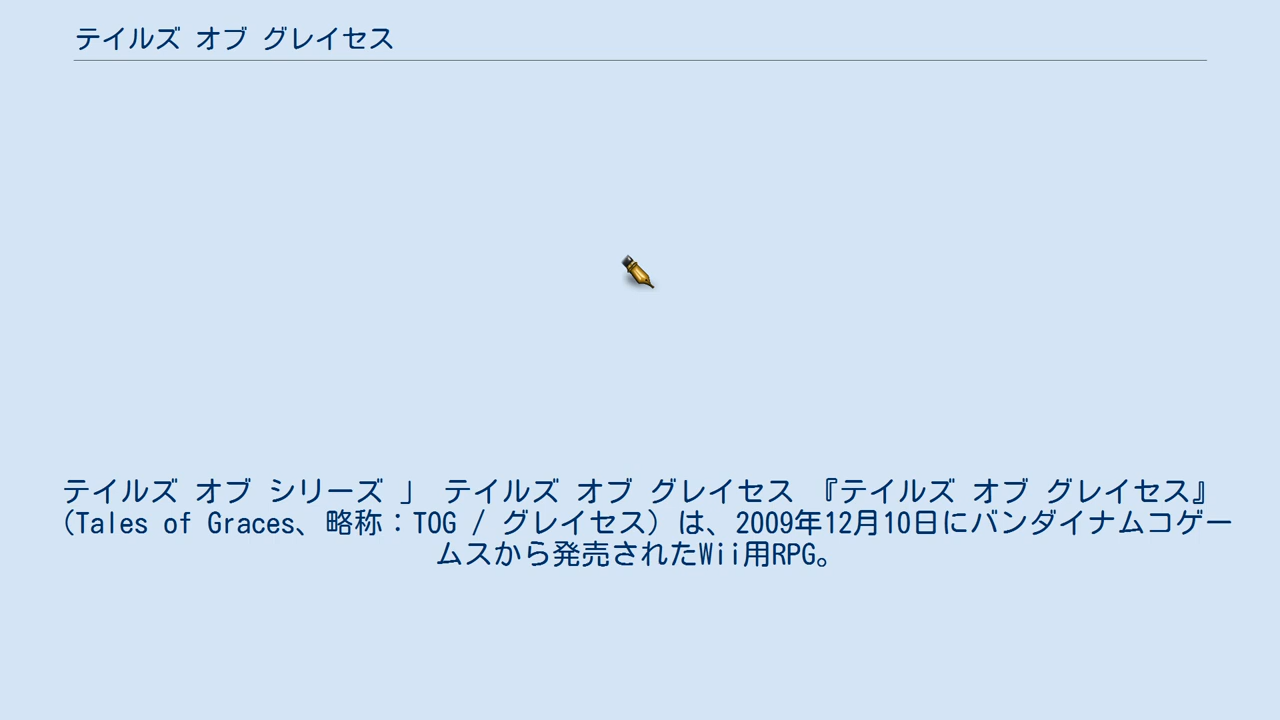 テイルズ オブ グレイセス
テイルズ オブ シリーズ 」 テイルズ オブ グレイセス 『テイルズ オブ グレイセス』
(Tales of Graces、略称：TOG / グレイセス) は、2009年12月10日にバンダイナムコゲー
ムスから発売されたWii用RPG。